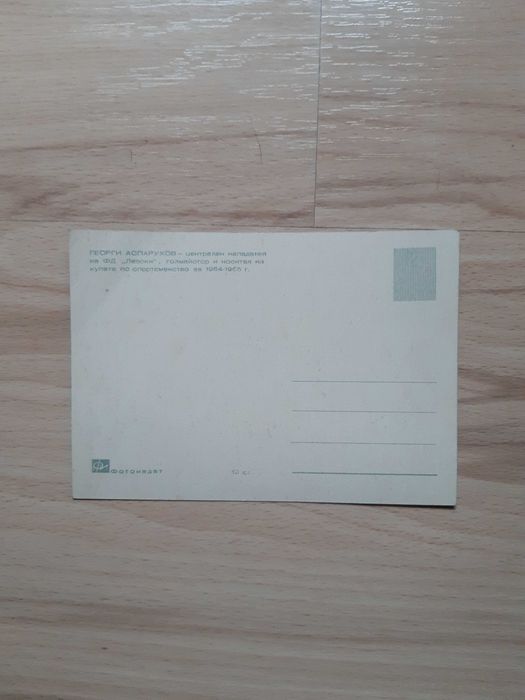 ГЕОРГИ АСПАРУХОВ – централен нападател
на ФД „Левски", голмайстор и носител на
купата по спортсменство за 1964-1965 г.
Фотоиздат